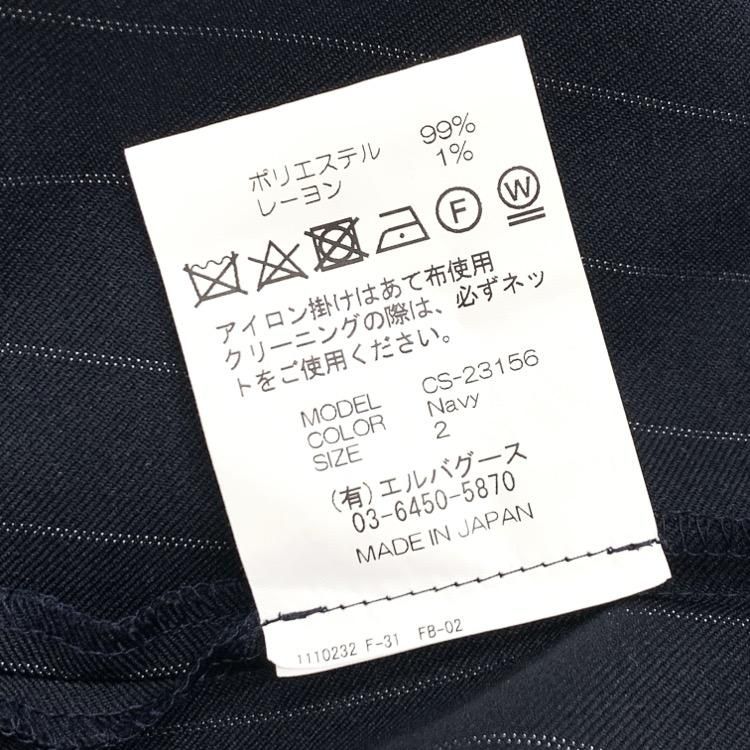 ポリエステル 99%
レーヨン 1%
F W
アイロン掛けはあて布使用
クリーニングの際は、必ずネッ
トをご使用ください。
MODEL CS-23156
COLOR Navy
SIZE 2
(有)エルバグース
03-6450-5870
MADE IN JAPAN
1110232 F-31 FB-02